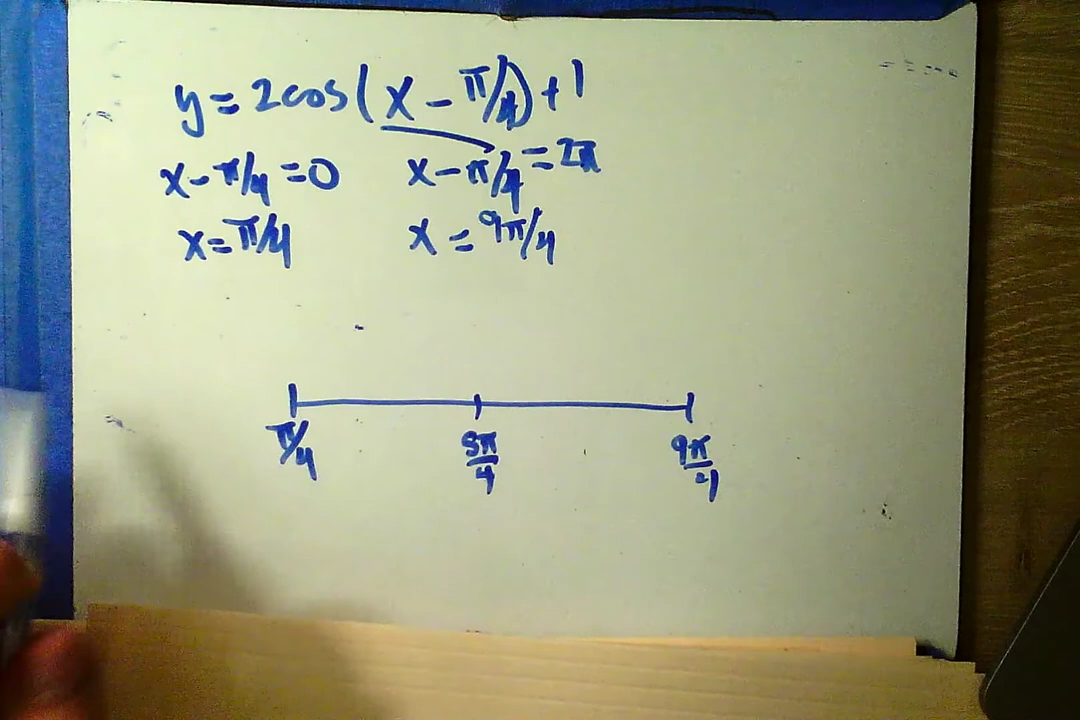 y = 2cos(x - π/4) + 1
x - π/4 = 0 x - π/4 = 2π
x = π/4 x = 9π/4
π/4 5π/4 9π/4